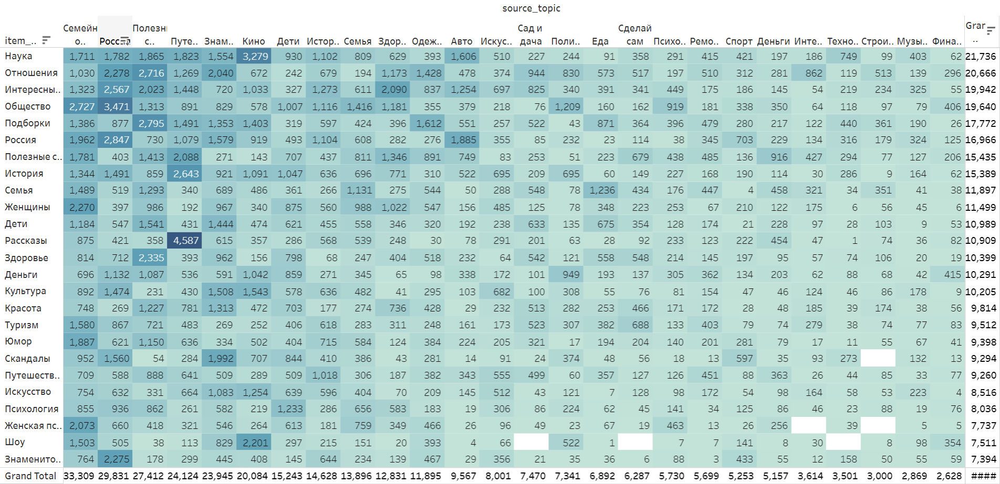 source_topic
Семейн Полезні Сад и Сделай Grar
item_.. о.. Росс.. с.. Путе.. Знам.. Кино Дети Истор.. Семья Здор.. Одеж.. Авто Искус.. дача Поли.. Еда сам Психо.. Ремо.. Спорт Деньги Инте.. Техно.. Строи.. Музы.. Фина.. ..
Наука 1,711 1,782 1,865 1,823 1,554 3,279 930 1,102 809 629 393 1,606 510 227 244 91 358 291 415 421 197 186 749 99 403 62 21,736
Отношения 1,030 2,278 2,716 1,269 2,040 672 242 679 194 1,173 1,428 478 374 944 830 573 517 197 510 312 281 862 119 513 139 296 20,666
Интересны.. 1,323 2,567 2,023 1,448 720 1,033 327 1,273 611 2,090 837 1,254 697 825 340 391 341 449 175 186 145 54 219 234 325 55 19,942
Общество 2,727 3,471 1,313 891 829 578 1,007 1,116 1,416 1,181 355 379 218 76 1,209 160 162 919 181 338 350 64 118 97 79 406 19,640
Подборки 1,386 877 2,795 1,491 1,353 1,403 319 597 424 396 1,612 551 257 522 43 871 364 396 479 280 217 122 440 361 190 26 17,772
Россия 1,962 2,847 730 1,079 1,579 919 493 1,104 608 282 276 1,885 355 85 232 23 114 38 345 703 229 134 316 179 324 125 16,966
Полезные с.. 1,781 403 1,413 2,088 271 143 707 437 811 1,346 891 749 83 253 51 223 679 438 485 136 916 427 294 77 127 206 15,435
История 1,344 1,491 859 2,643 921 1,091 1,047 636 696 771 310 522 695 209 695 60 149 227 168 190 114 30 286 9 164 62 15,389
Семья 1,489 519 1,293 340 689 486 361 266 1,131 275 544 50 288 548 78 1,236 434 176 447 4 458 321 34 351 41 38 11,897
Женщины 2,270 397 986 192 967 340 875 560 988 1,022 547 156 485 125 78 348 223 253 67 210 122 175 6 56 45 6 11,499
Дети 1,184 547 1,541 431 1,444 474 621 455 558 346 320 192 238 633 135 675 354 128 174 21 228 97 28 103 9 53 10,989
Рассказы 875 421 358 4,587 615 357 286 568 539 248 30 78 291 201 63 28 92 233 123 222 454 47 1 74 36 82 10,909
Здоровье 814 712 2,335 393 962 156 798 68 247 404 518 232 64 542 121 558 548 214 145 197 95 57 74 106 20 19 10,399
Деньги 696 1,132 1,087 536 591 1,042 859 271 345 65 98 338 172 101 949 193 137 305 362 134 203 62 88 68 42 415 10,291
Культура 892 1,474 231 430 1,508 1,543 578 636 482 41 295 103 682 100 308 55 76 81 154 47 46 124 46 86 178 9 10,205
Красота 748 269 1,227 781 1,313 472 703 177 274 736 428 29 232 513 282 253 466 171 172 28 48 185 39 174 38 56 9,814
Туризм 1,580 867 721 483 269 252 406 618 283 311 248 161 173 523 307 382 688 133 403 79 74 279 38 74 77 83 9,512
Юмор 1,887 621 1,150 636 334 502 404 715 584 124 384 224 205 321 17 194 204 140 201 281 79 17 11 55 67 41 9,398
Скандалы 952 1,560 54 284 1,992 707 844 410 386 43 281 14 91 24 374 48 56 18 13 597 35 93 273 132 13 9,294
Путешеств.. 709 588 888 641 509 289 509 1,018 306 187 382 343 555 499 60 357 127 126 451 88 363 26 44 85 33 77 9,260
Искусство 754 632 331 664 1,083 1,254 639 596 404 70 209 145 512 43 121 7 128 98 172 54 98 164 58 53 223 4 8,516
Психология 855 936 862 261 582 219 1,233 286 656 583 183 19 306 86 224 62 45 141 34 125 86 46 23 88 19 76 8,036
Женская пс.. 2,073 660 418 321 546 264 613 181 759 349 466 26 96 49 23 67 19 463 13 26 256 39 5 5 7,737
Шоу 1,503 505 38 113 829 2,201 297 215 151 20 393 4 66 522 1 7 7 141 8 30 8 98 354 7,511
Знаменито.. 764 2,275 178 299 445 408 145 644 234 139 467 29 356 21 35 36 6 88 3 433 55 12 158 50 55 59 7,394
Grand Total 33,309 29,831 27,412 24,124 23,945 20,084 15,243 14,628 13,896 12,831 11,895 9,567 8,001 7,470 7,341 6,892 6,287 5,730 5,699 5,253 5,157 3,614 3,501 3,000 2,869 2,628 ####